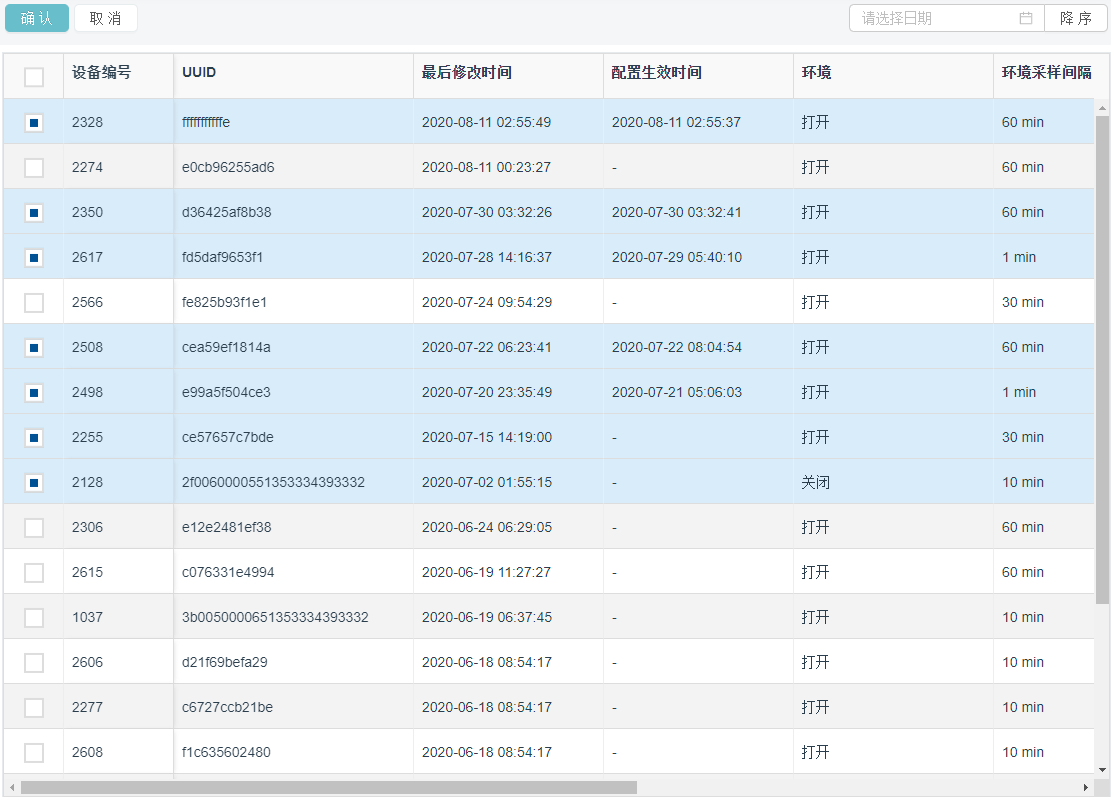 确 认 取 消 请选择日期 降 序
设备编号 UUID 最后修改时间 配置生效时间 环境 环境采样间隔
2328 fffffffffffe 2020-08-11 02:55:49 2020-08-11 02:55:37 打开 60 min
2274 e0cb96255ad6 2020-08-11 00:23:27 - 打开 60 min
2350 d36425af8b38 2020-07-30 03:32:26 2020-07-30 03:32:41 打开 60 min
2617 fd5daf9653f1 2020-07-28 14:16:37 2020-07-29 05:40:10 打开 1 min
2566 fe825b93f1e1 2020-07-24 09:54:29 - 打开 30 min
2508 cea59ef1814a 2020-07-22 06:23:41 2020-07-22 08:04:54 打开 60 min
2498 e99a5f504ce3 2020-07-20 23:35:49 2020-07-21 05:06:03 打开 1 min
2255 ce57657c7bde 2020-07-15 14:19:00 - 打开 30 min
2128 2f0060000551353334393332 2020-07-02 01:55:15 - 关闭 10 min
2306 e12e2481ef38 2020-06-24 06:29:05 - 打开 60 min
2615 c076331e4994 2020-06-19 11:27:27 - 打开 60 min
1037 3b0050000651353334393332 2020-06-19 06:37:45 - 打开 10 min
2606 d21f69befa29 2020-06-18 08:54:17 - 打开 10 min
2277 c6727ccb21be 2020-06-18 08:54:17 - 打开 10 min
2608 f1c635602480 2020-06-18 08:54:17 - 打开 10 min